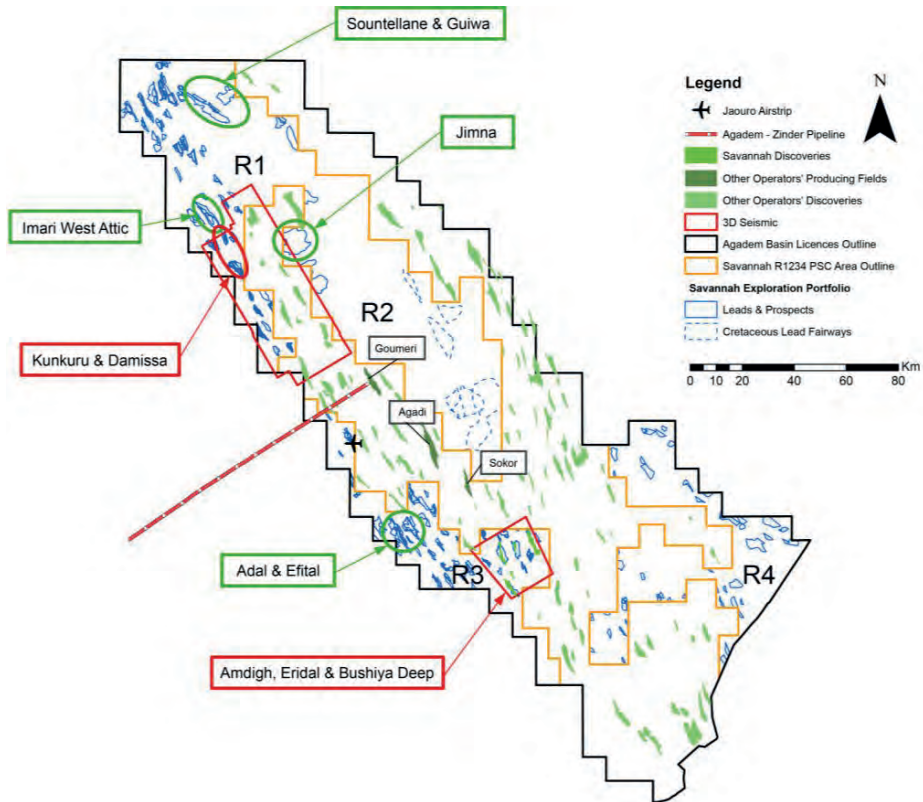 Sountellane & Guiwa
Legend
N
Jaouro Airstrip
Agadem - Zinder Pipeline
Savannah Discoveries
Other Operators' Producing Fields
Other Operators' Discoveries
3D Seismic
Agadem Basin Licences Outline
Savannah R1234 PSC Area Outline
Savannah Exploration Portfolio
Leads & Prospects
Cretaceous Lead Fairways
Km
0 10 20 40 60 80
Jimna
R1
Imari West Attic
R2
Kunkuru & Damissa
Goumeri
Agadi
Sokor
Adal & Efital
R3
R4
Amdigh, Eridal & Bushiya Deep